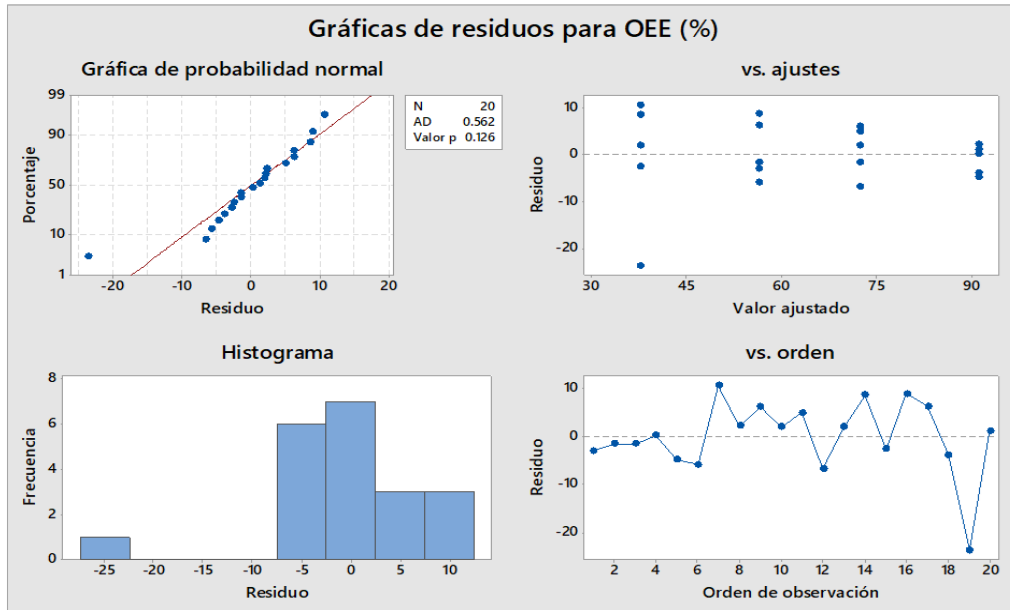 Gráficas de residuos para OEE (%)
Gráfica de probabilidad normal
99
90
50
10
1
Porcentaje
-20 -10 0 10 20
Residuo
N 20
AD 0.562
Valor p 0.126
vs. ajustes
10
0
-10
-20
Residuo
30 45 60 75 90
Valor ajustado
Histograma
8
6
4
2
0
Frecuencia
-25 -20 -15 -10 -5 0 5 10
Residuo
vs. orden
10
0
-10
-20
Residuo
2 4 6 8 10 12 14 16 18 20
Orden de observación